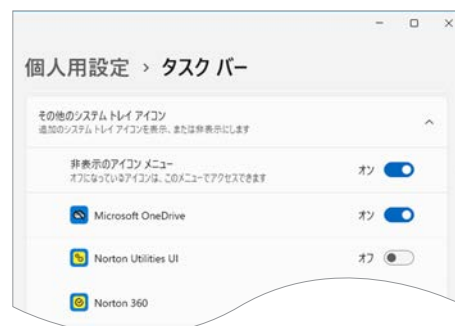 個人用設定 › タスク バー
その他のシステム トレイ アイコン
追加のシステム トレイ アイコンを表示、または非表示にします
非表示のアイコン メニュー
オフになっているアイコンは、このメニューでアクセスできます
オン
Microsoft OneDrive
オン
Norton Utilities UI
オフ
Norton 360